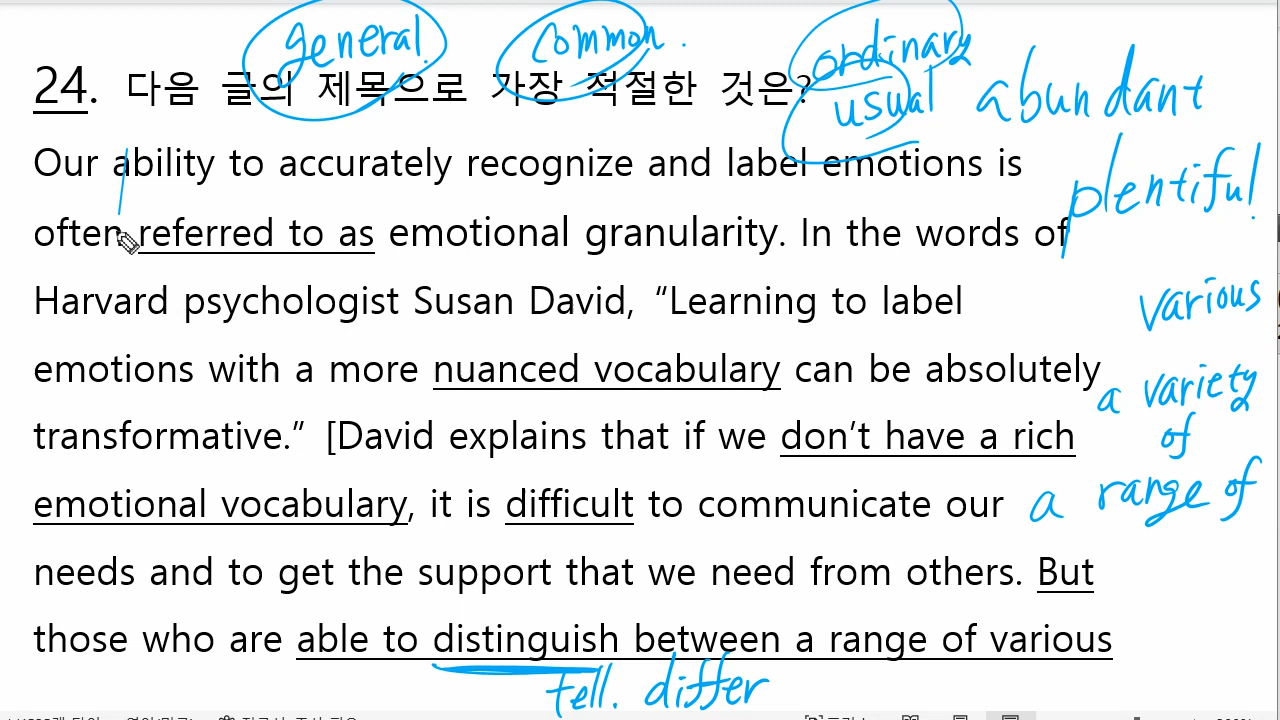 general common. ordinary
24. 다음 글의 제목으로 가장 적절한 것은?
usual abundant
Our ability to accurately recognize and label emotions is
plentiful
often referred to as emotional granularity. In the words of
Harvard psychologist Susan David, “Learning to label
various
emotions with a more nuanced vocabulary can be absolutely
a variety
of
transformative.” [David explains that if we don’t have a rich
emotional vocabulary, it is difficult to communicate our
a range of
needs and to get the support that we need from others. But
those who are able to distinguish between a range of various
tell. differ